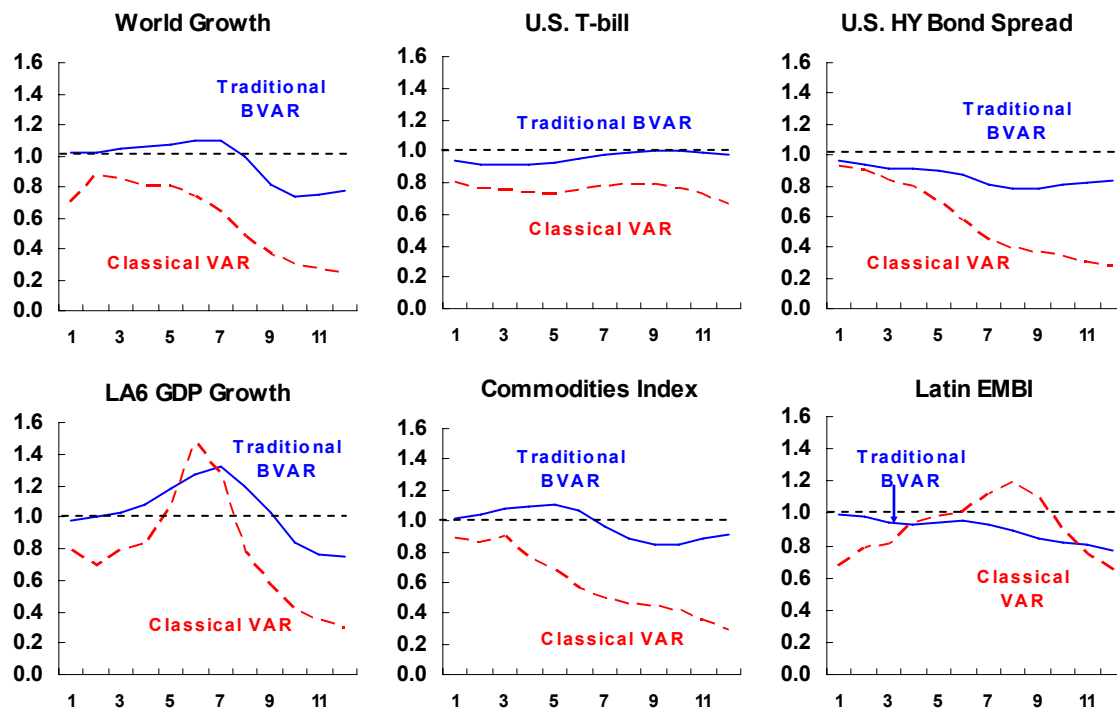 World Growth
1.6
1.4
1.2
1.0
0.8
0.6
0.4
0.2
0.0
Traditional
BVAR
Classical VAR
1 3 5 7 9 11
U.S. T-bill
1.6
1.4
1.2
1.0
0.8
0.6
0.4
0.2
0.0
Traditional BVAR
Classical VAR
1 3 5 7 9 11
U.S. HY Bond Spread
1.6
1.4
1.2
1.0
0.8
0.6
0.4
0.2
0.0
Traditional
BVAR
Classical VAR
1 3 5 7 9 11
LA6 GDP Growth
1.6
1.4
1.2
1.0
0.8
0.6
0.4
0.2
0.0
Traditional
BVAR
Classical VAR
1 3 5 7 9 11
Commodities Index
1.6
1.4
1.2
1.0
0.8
0.6
0.4
0.2
0.0
Traditional
BVAR
Classical VAR
1 3 5 7 9 11
Latin EMBI
1.6
1.4
1.2
1.0
0.8
0.6
0.4
0.2
0.0
Traditional
BVAR
Classical
VAR
1 3 5 7 9 11